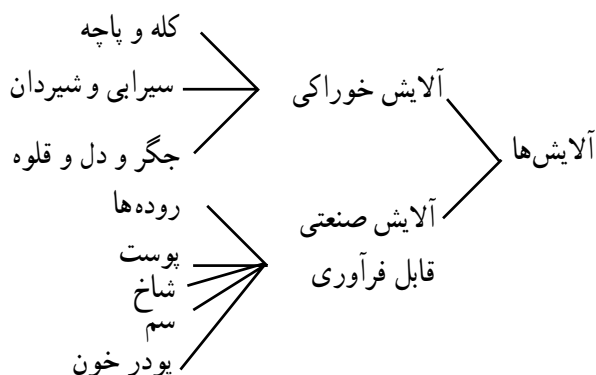 آلایش‌ها
آلایش خوراکی
کله و پاچه
سیرابی و شیردان
جگر و دل و قلوه
آلایش صنعتی
قابل فرآوری
روده‌ها
پوست
شاخ
سم
پودر خون